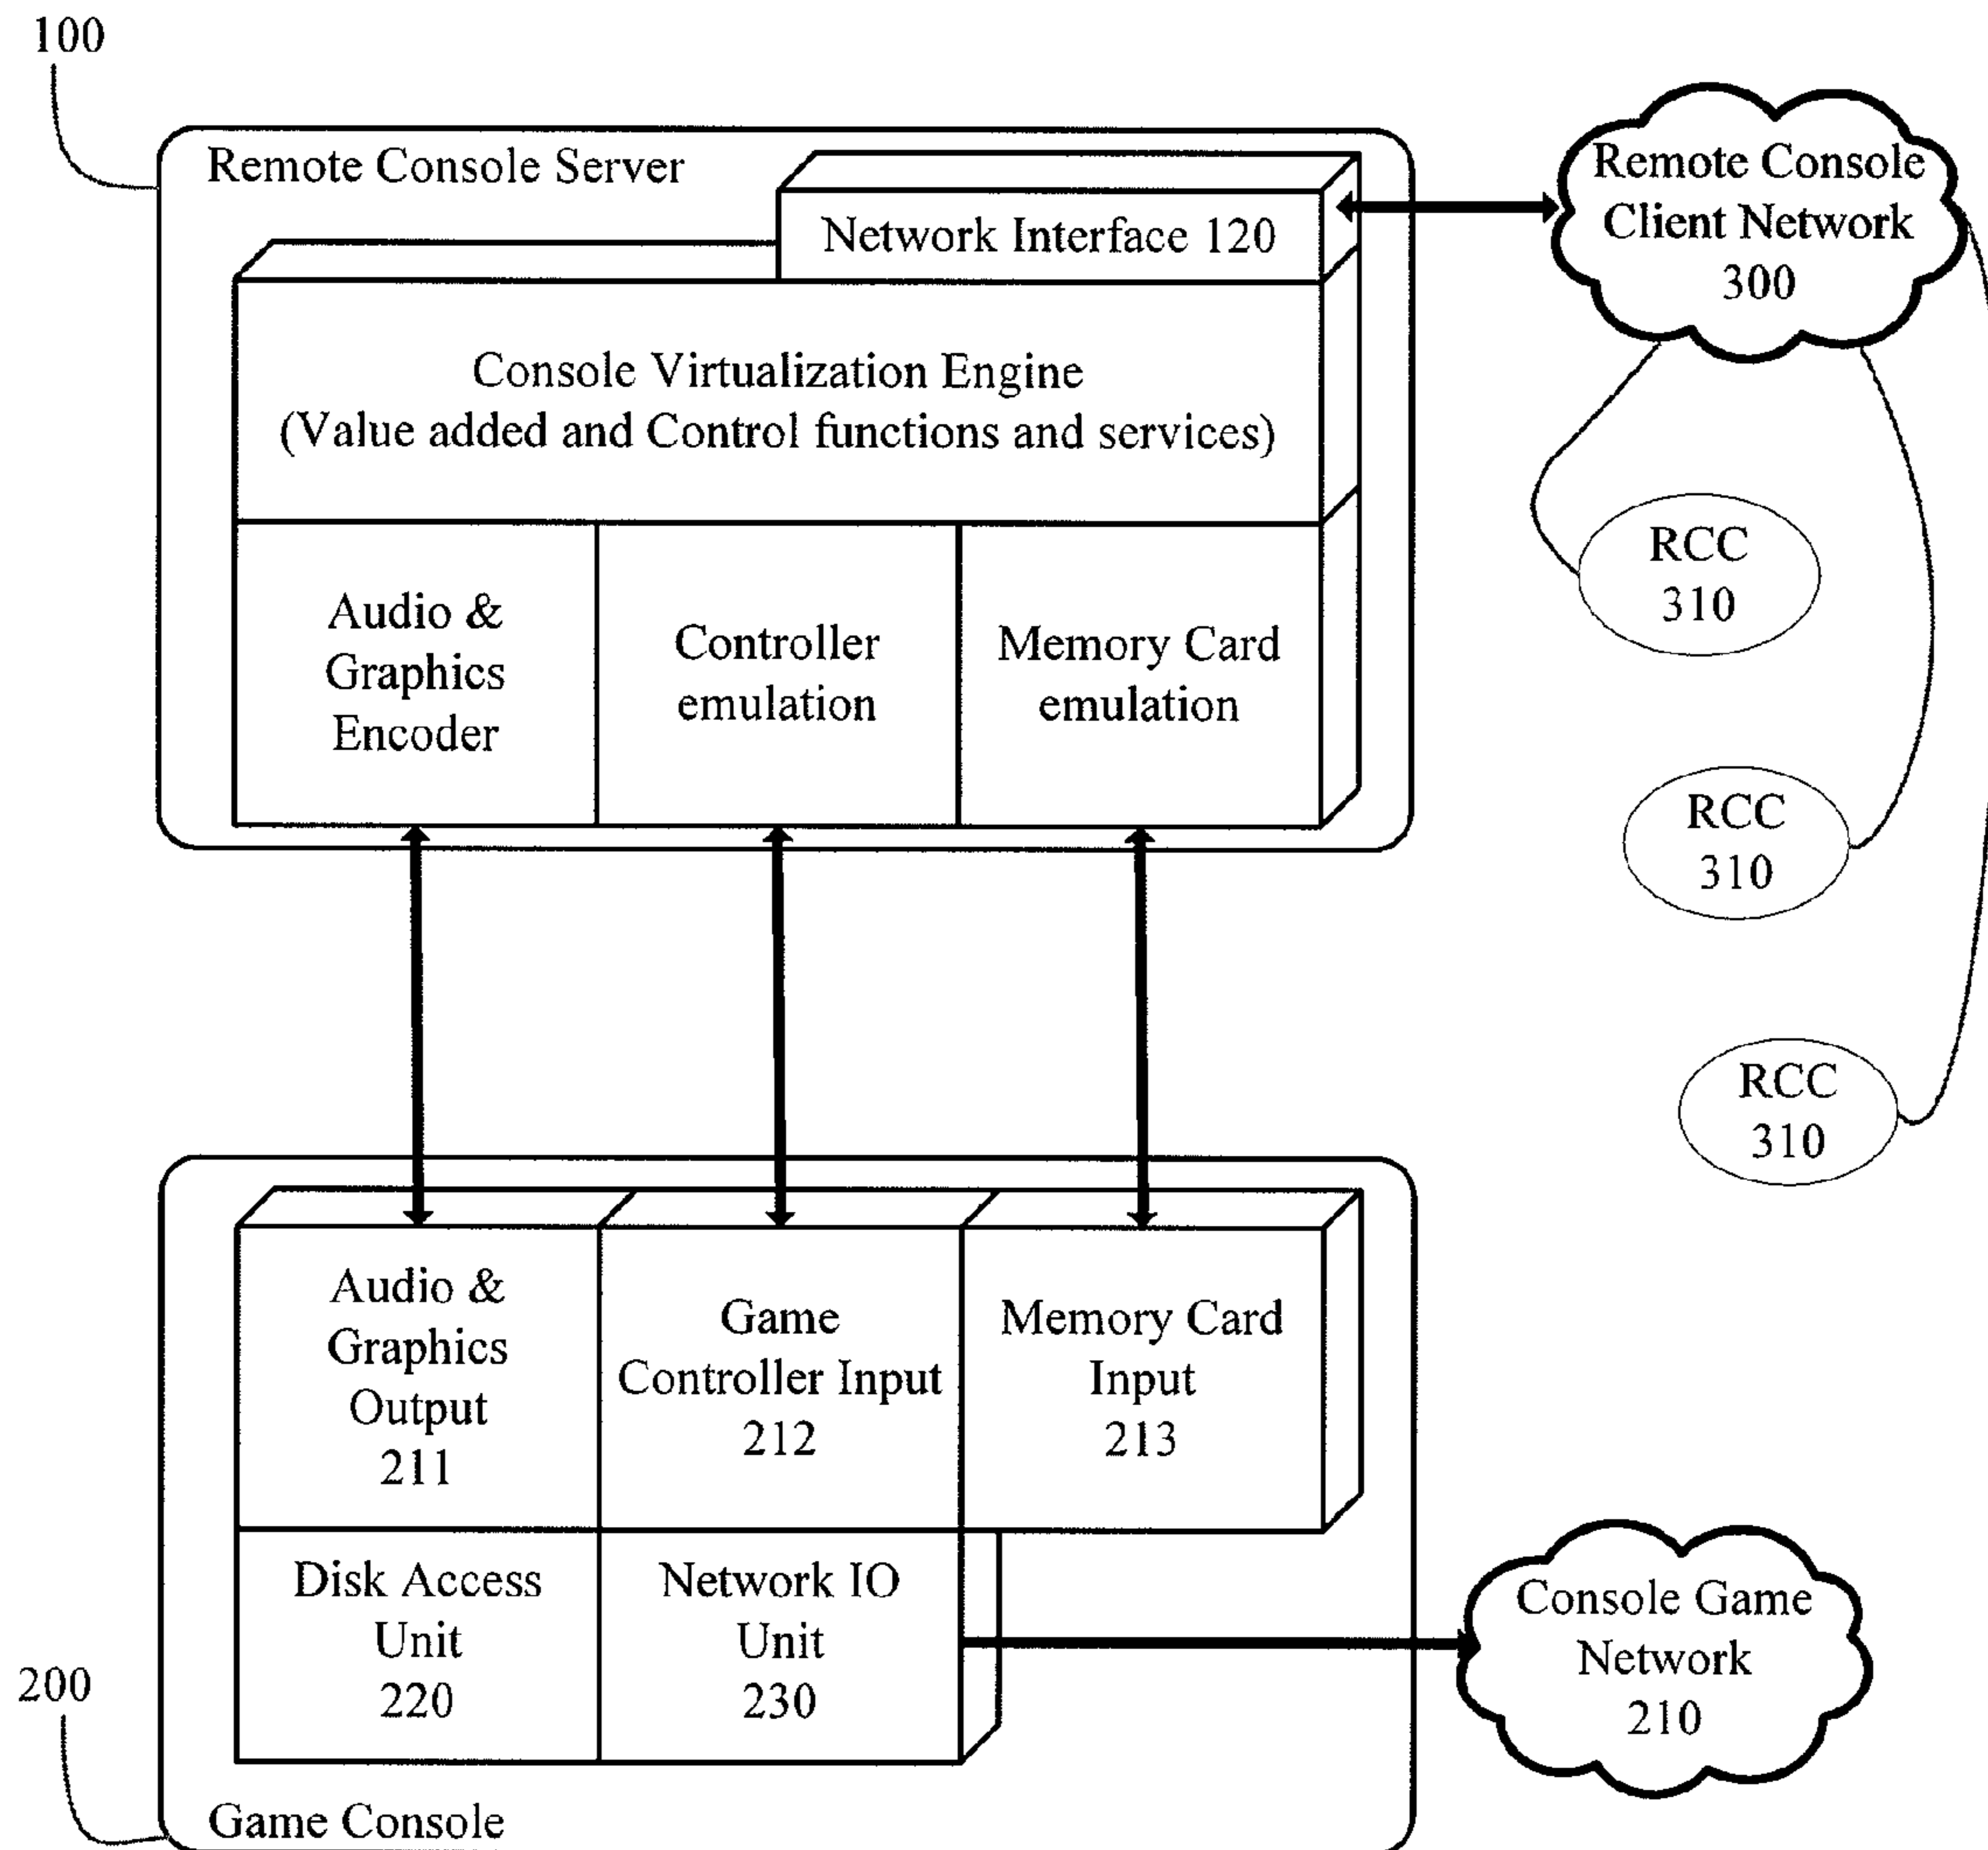 100
Remote Console Server
Network Interface 120
Remote Console
Client Network
300
Console Virtualization Engine
(Value added and Control functions and services)
Audio &
Graphics
Encoder
Controller
emulation
Memory Card
emulation
RCC
310
RCC
310
RCC
310
Audio &
Graphics
Output
211
Game
Controller Input
212
Memory Card
Input
213
Disk Access
Unit
220
Network IO
Unit
230
Console Game
Network
210
200
Game Console